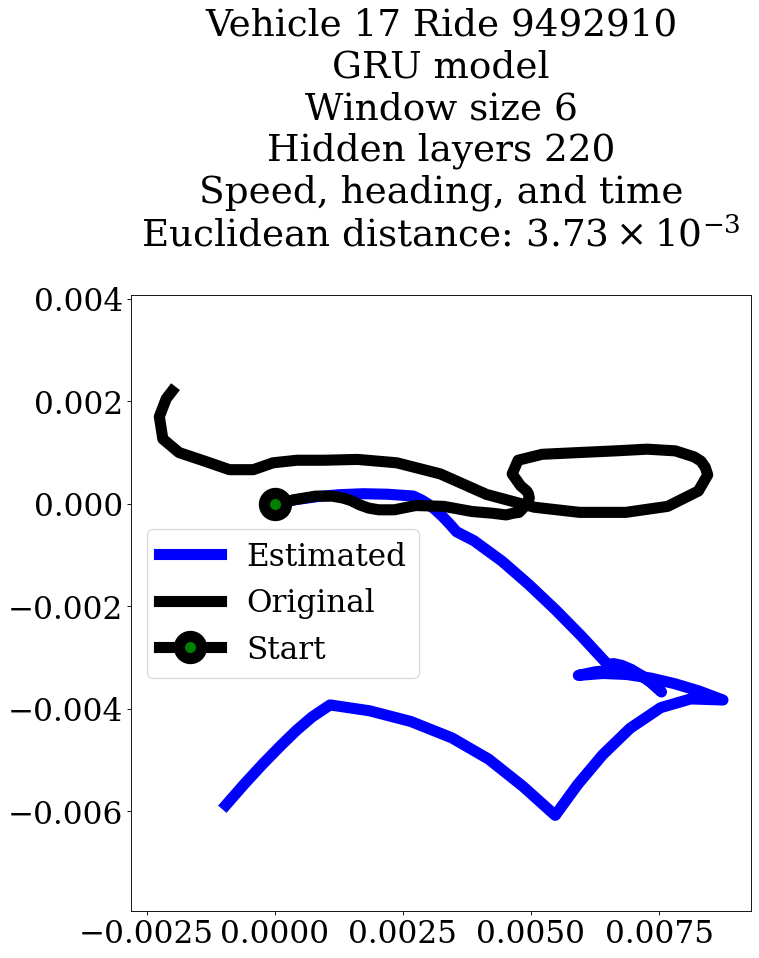 Vehicle 17 Ride 9492910
GRU model
Window size 6
Hidden layers 220
Speed, heading, and time
Euclidean distance: 3.73 × 10⁻³
0.004
0.002
0.000
−0.002
−0.004
−0.006
Estimated
Original
Start
−0.0025 0.0000 0.0025 0.0050 0.0075